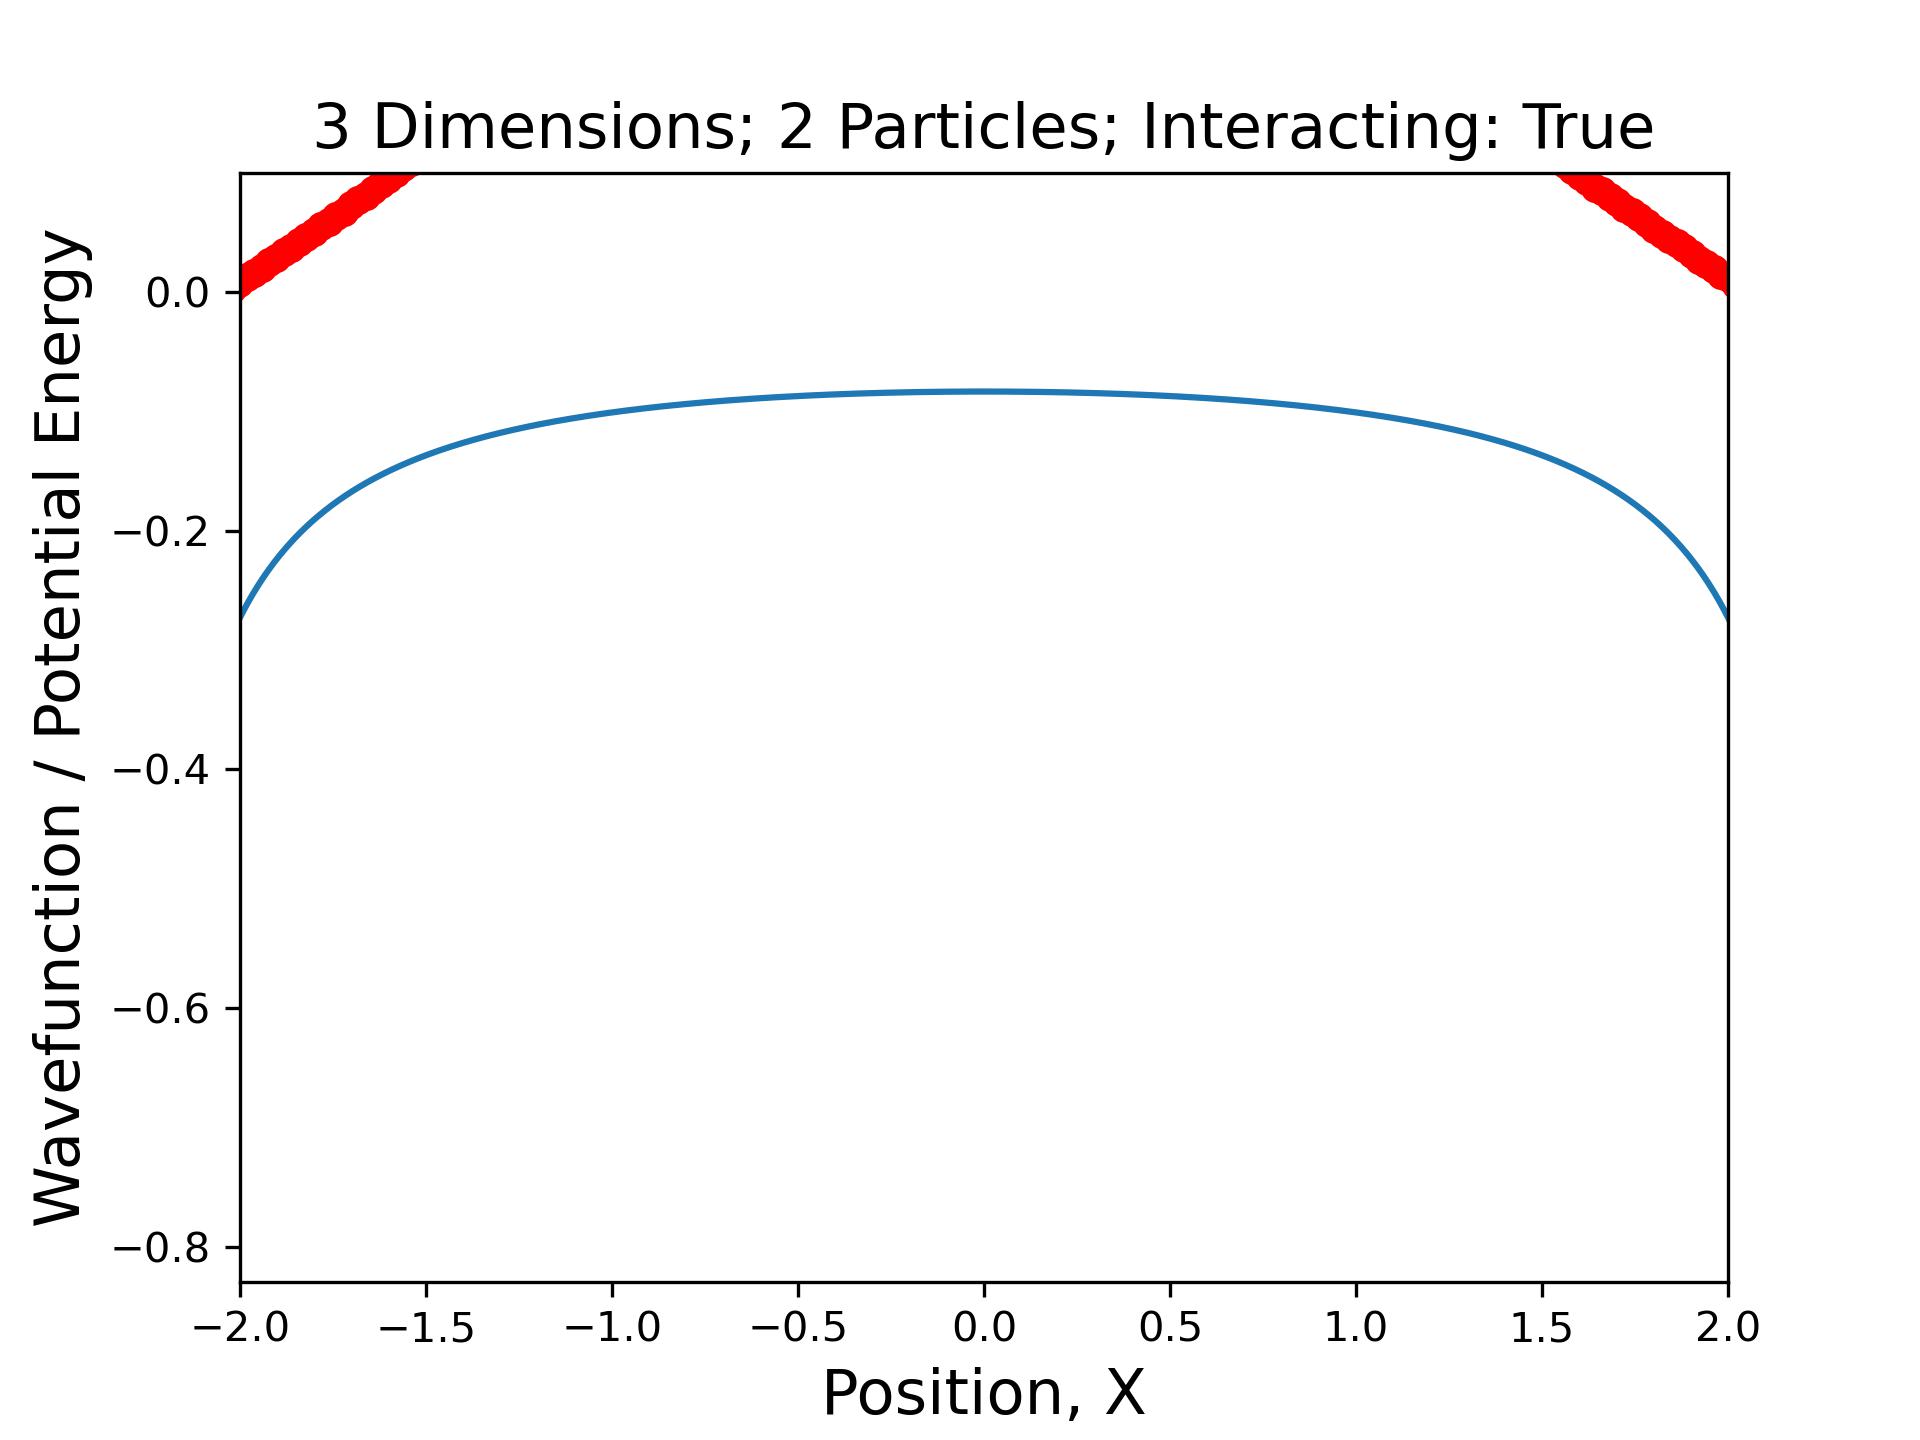 3 Dimensions; 2 Particles; Interacting: True
Wavefunction / Potential Energy
0.0
−0.2
−0.4
−0.6
−0.8
−2.0 −1.5 −1.0 −0.5 0.0 0.5 1.0 1.5 2.0
Position, X